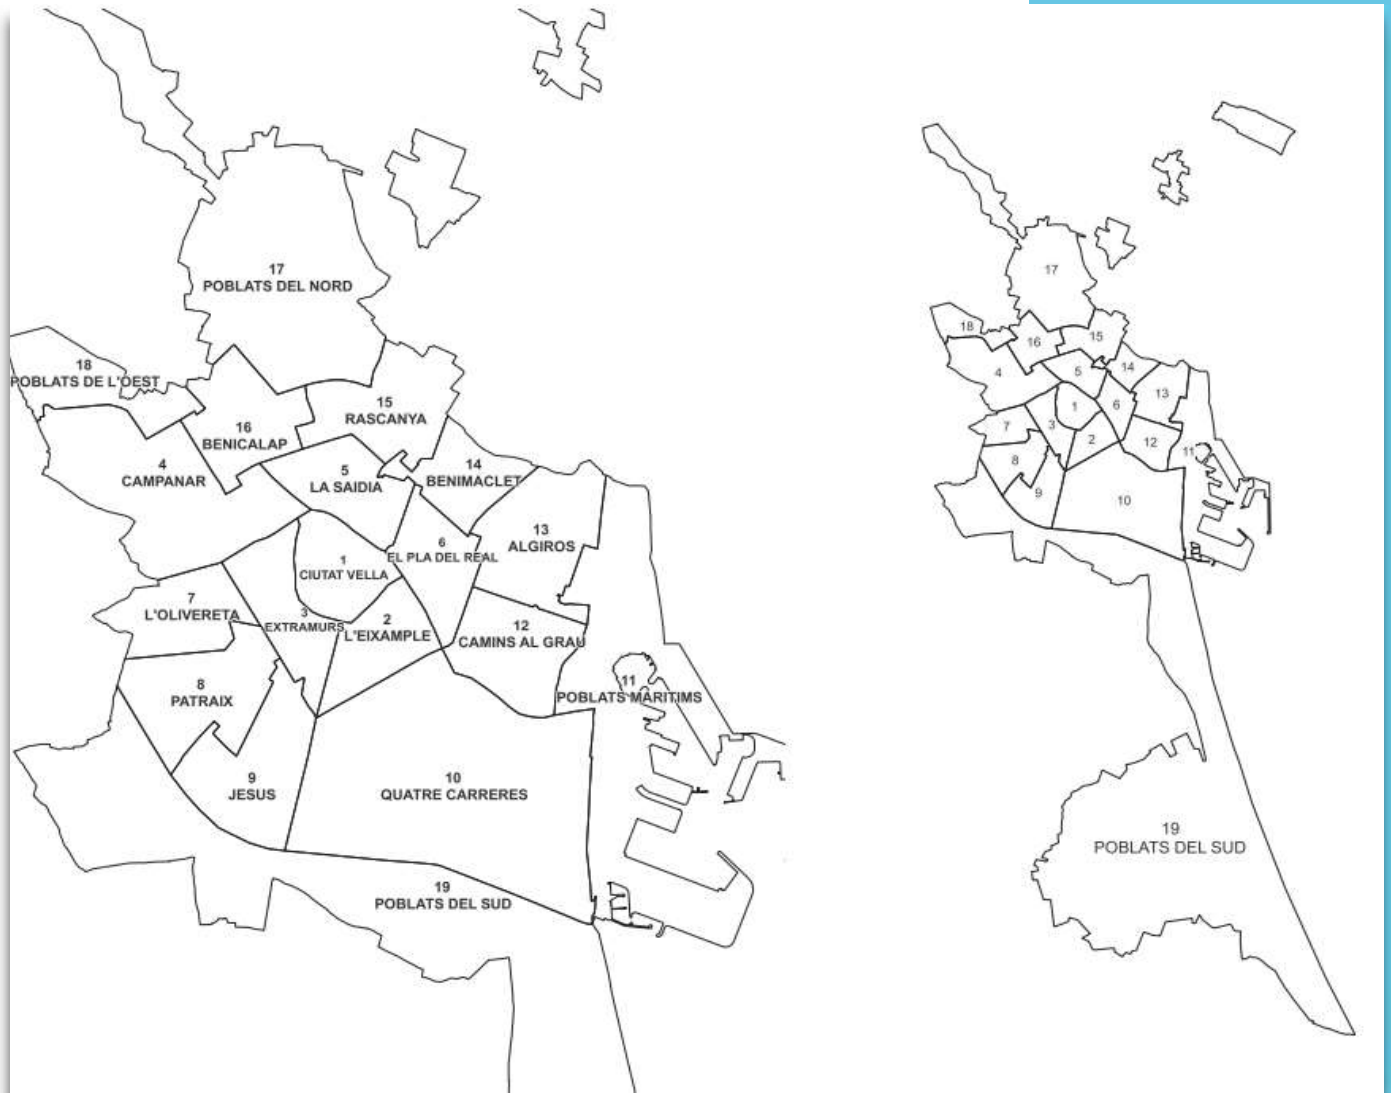 17
POBLATS DEL NORD
18
POBLATS DE L'OEST
15
RASCANYA
16
BENICALAP
4
CAMPANAR
5
LA SAIDIA
14
BENIMACLET
13
ALGIROS
6
EL PLA DEL REAL
1
CIUTAT VELLA
7
L'OLIVERETA
3
EXTRAMURS
2
L'EIXAMPLE
12
CAMINS AL GRAU
8
PATRAIX
11
POBLATS MARITIMS
9
JESUS
10
QUATRE CARRERES
19
POBLATS DEL SUD
17
18
16
15
4
5
14
13
1
6
7
3
2
12
8
11
9
10
19
POBLATS DEL SUD